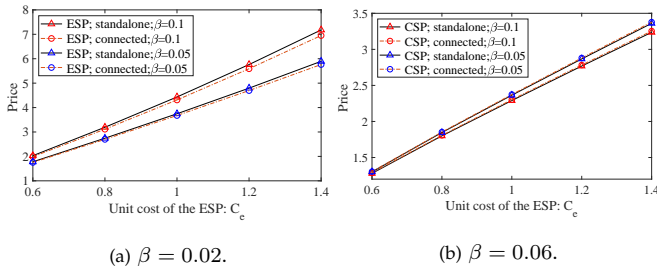 8
7
6
5
4
3
2
1
ESP; standalone;β=0.1
ESP; connected;β=0.1
ESP; standalone;β=0.05
ESP; connected;β=0.05
Price
0.6 0.8 1 1.2 1.4
Unit cost of the ESP: C_e
(a) β = 0.02.
3.5
3
2.5
2
1.5
1
CSP; standalone;β=0.1
CSP; connected;β=0.1
CSP; standalone;β=0.05
CSP; connected;β=0.05
Price
0.6 0.8 1 1.2 1.4
Unit cost of the ESP: C_e
(b) β = 0.06.